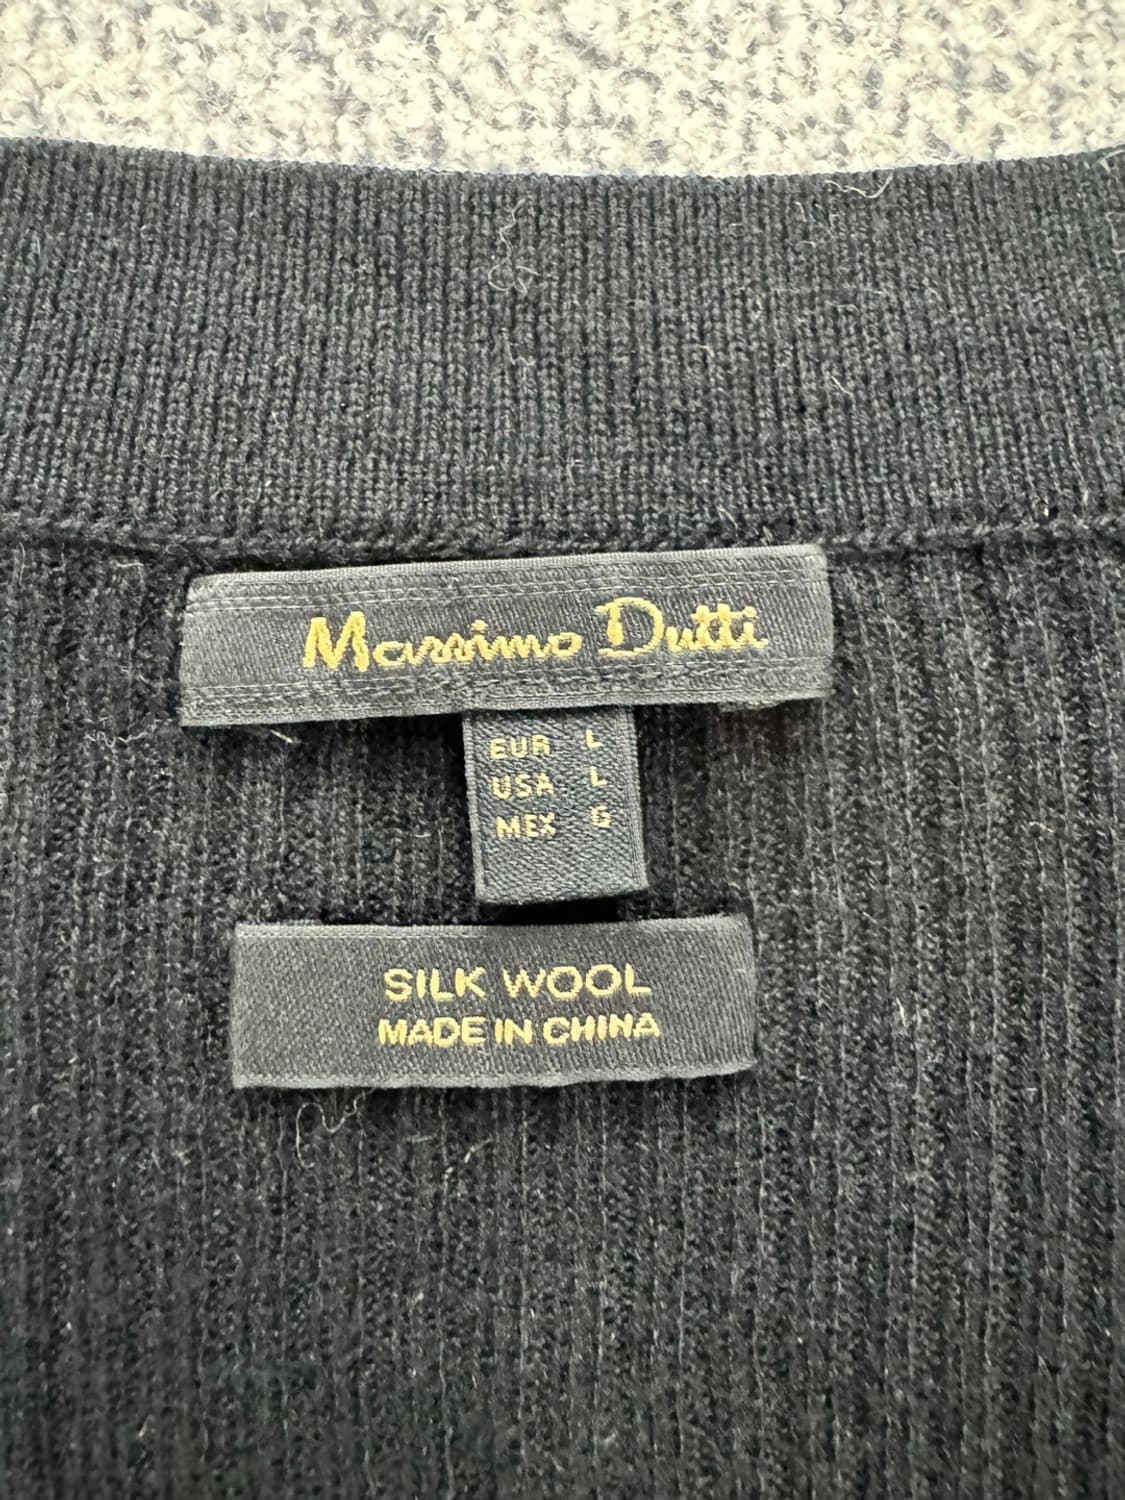 Massimo Dutti
EUR L
USA L
MEX G
SILK WOOL
MADE IN CHINA